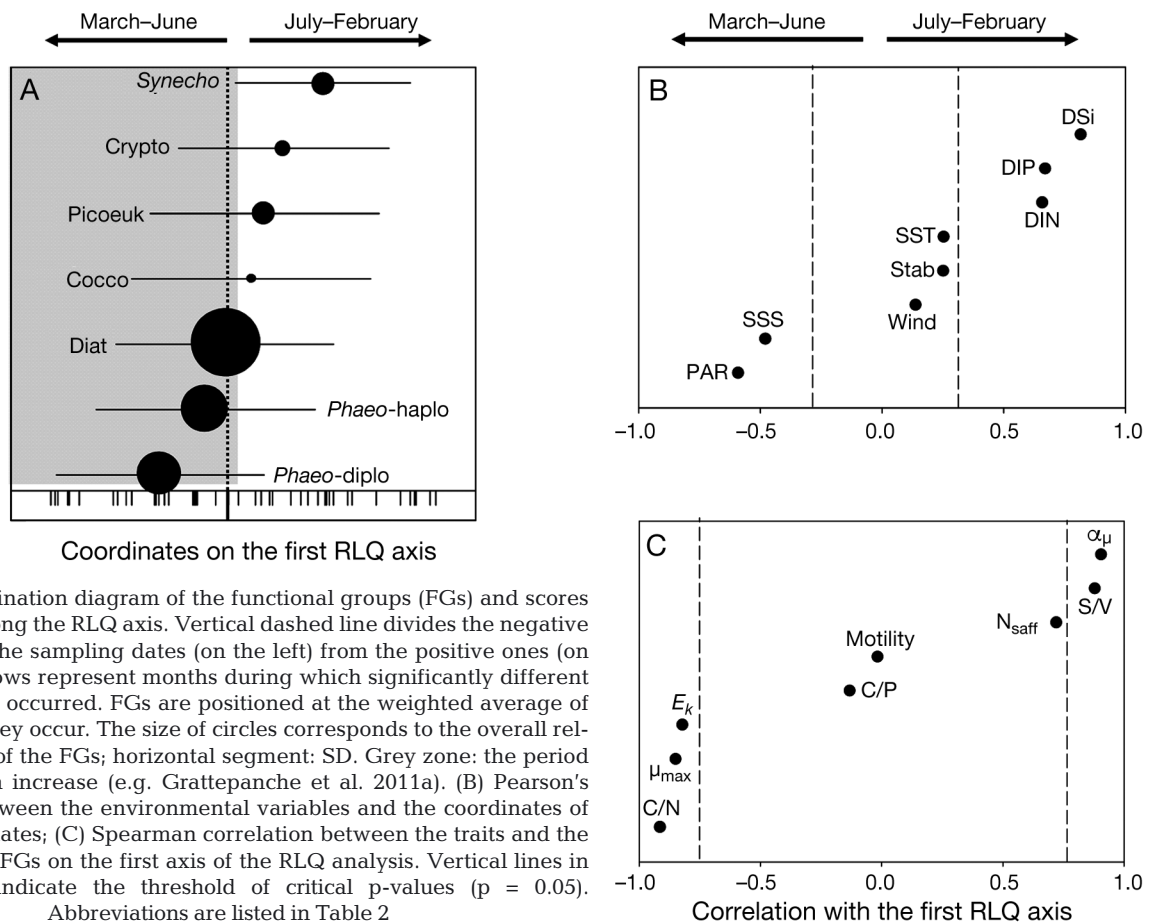 March–June
July–February
A
Synecho
Crypto
Picoeuk
Cocco
Diat
Phaeo-haplo
Phaeo-diplo
Coordinates on the first RLQ axis
ination diagram of the functional groups (FGs) and scores
ong the RLQ axis. Vertical dashed line divides the negative
he sampling dates (on the left) from the positive ones (on
ows represent months during which significantly different
occurred. FGs are positioned at the weighted average of
ey occur. The size of circles corresponds to the overall rel-
of the FGs; horizontal segment: SD. Grey zone: the period
n increase (e.g. Grattepanche et al. 2011a). (B) Pearson's
ween the environmental variables and the coordinates of
ates; (C) Spearman correlation between the traits and the
FGs on the first axis of the RLQ analysis. Vertical lines in
indicate the threshold of critical p-values (p = 0.05).
Abbreviations are listed in Table 2
March–June
July–February
B
DSi
DIP
DIN
SST
Stab
Wind
SSS
PAR
–1.0 –0.5 0.0 0.5 1.0
C
αμ
S/V
Nsaff
Motility
C/P
Ek
μmax
C/N
–1.0 –0.5 0.0 0.5 1.0
Correlation with the first RLQ axis